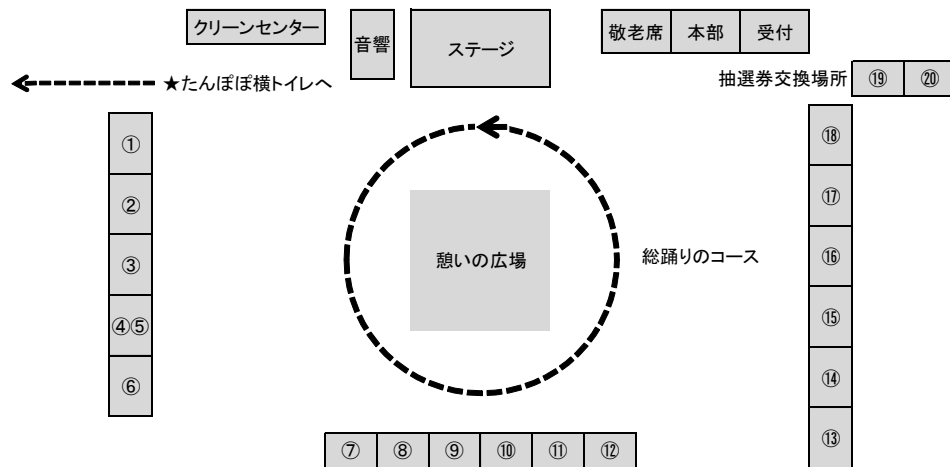 クリーンセンター
音響
ステージ
敬老席 本部 受付
★たんぽぽ横トイレへ
抽選券交換場所 ⑲ ⑳
①
②
③
④⑤
⑥
憩いの広場
総踊りのコース
⑱
⑰
⑯
⑮
⑭
⑬
⑦ ⑧ ⑨ ⑩ ⑪ ⑫